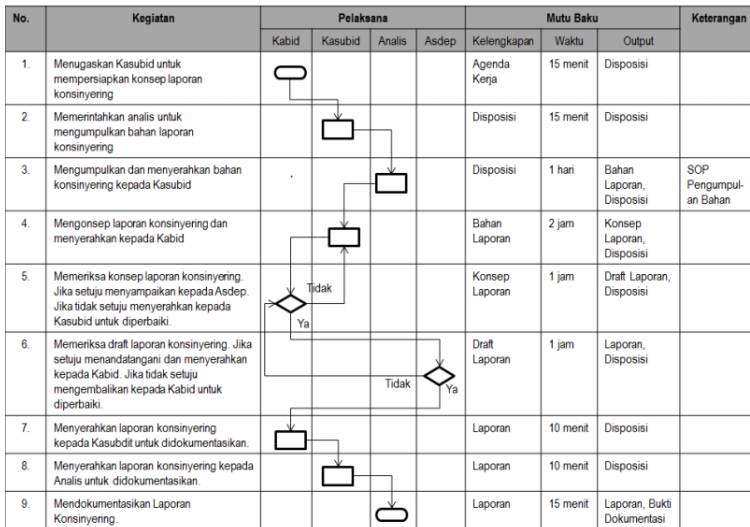 No.
Kegiatan
Pelaksana
Mutu Baku
Keterangan
Kabid
Kasubid
Analis
Asdep
Kelengkapan
Waktu
Output
1.
Menugaskan Kasubid untuk
mempersiapkan konsep laporan
konsinyering
Agenda
Kerja
15 menit
Disposisi
2.
Memerintahkan analis untuk
mengumpulkan bahan laporan
konsinyering
Disposisi
15 menit
Disposisi
3.
Mengumpulkan dan menyerahkan bahan
konsinyering kepada Kasubid
Disposisi
1 hari
Bahan
Laporan,
Disposisi
SOP
Pengumpul-
an Bahan
4.
Mengonsep laporan konsinyering dan
menyerahkan kepada Kabid
Bahan
Laporan
2 jam
Konsep
Laporan,
Disposisi
5.
Memeriksa konsep laporan konsinyering.
Jika setuju menyampaikan kepada Asdep.
Jika tidak setuju menyerahkan kepada
Kasubid untuk diperbaiki.
Tidak
Ya
Konsep
Laporan
1 jam
Draft Laporan,
Disposisi
6.
Memeriksa draft laporan konsinyering. Jika
setuju menandatangani dan menyerahkan
kepada Kabid. Jika tidak setuju
mengembalikan kepada Kabid untuk
diperbaiki.
Tidak
Ya
Draft
Laporan
1 jam
Laporan,
Disposisi
7.
Menyerahkan laporan konsinyering
kepada Kasubdit untuk didokumentasikan.
Laporan
10 menit
Disposisi
8.
Menyerahkan laporan konsinyering kepada
Analis untuk didokumentasikan.
Laporan
10 menit
Disposisi
9.
Mendokumentasikan Laporan
Konsinyering.
Laporan
15 menit
Laporan, Bukti
Dokumentasi